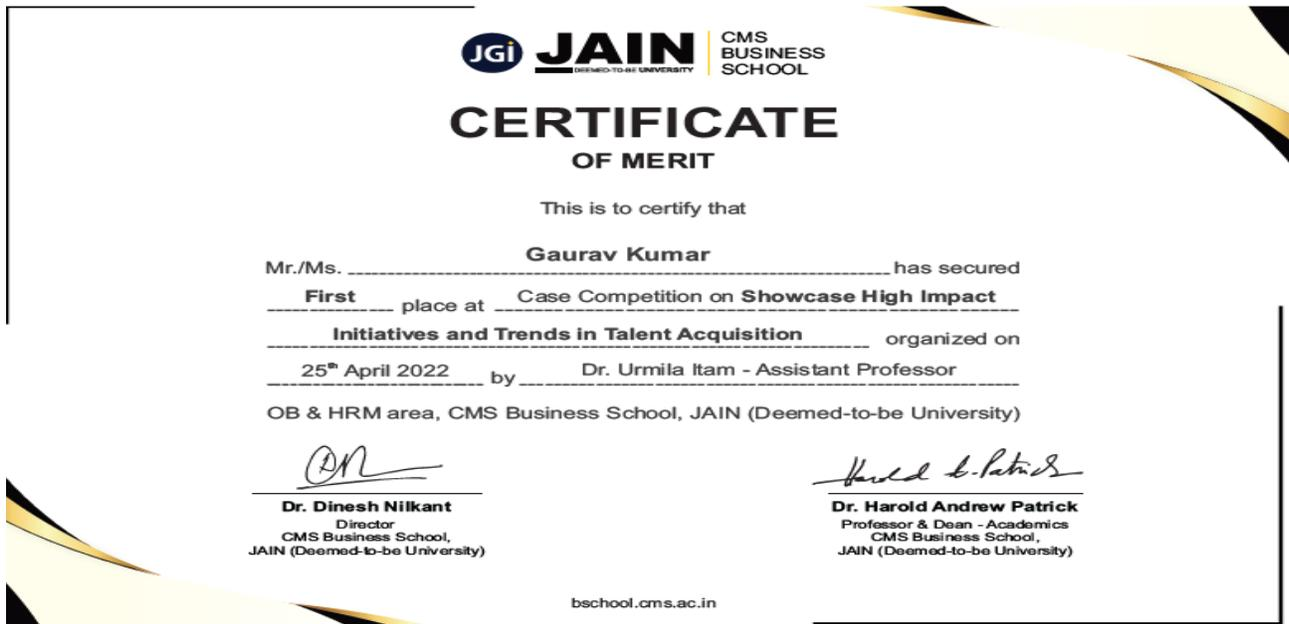 JGi JAIN CMS
DEEMED-TO-BE UNIVERSITY BUSINESS
SCHOOL
CERTIFICATE
OF MERIT
This is to certify that
Gaurav Kumar
Mr./Ms. has secured
First place at Case Competition on Showcase High Impact
Initiatives and Trends in Talent Acquisition organized on
25th April 2022 by Dr. Urmila Itam - Assistant Professor
OB & HRM area, CMS Business School, JAIN (Deemed-to-be University)
Harold A. Patrick
Dr. Dinesh Nilkant
Director
CMS Business School,
JAIN (Deemed-to-be University)
Dr. Harold Andrew Patrick
Professor & Dean - Academics
CMS Business School,
JAIN (Deemed-to-be University)
bschool.cms.ac.in